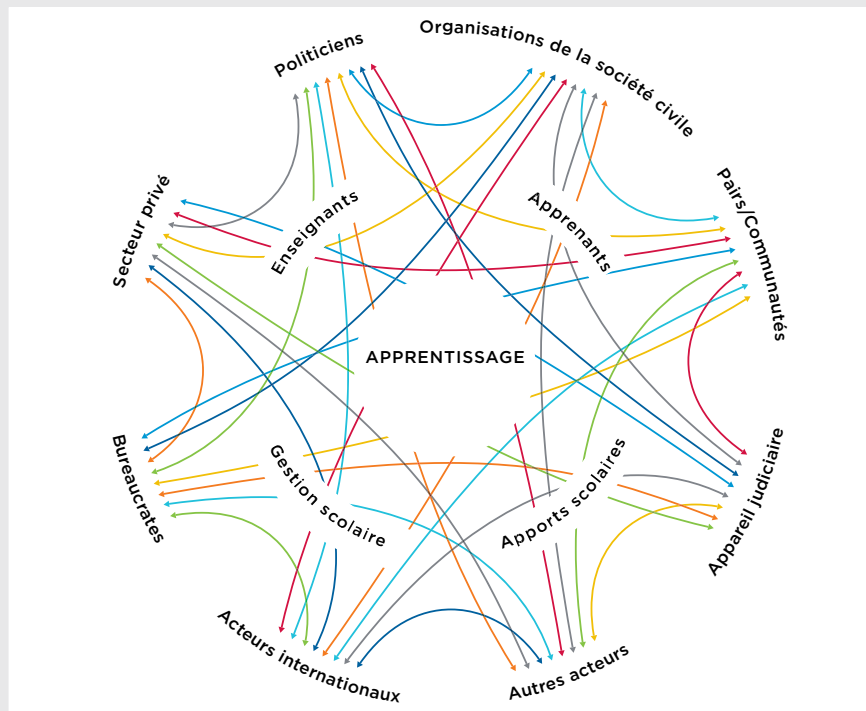 Organisations de la société civile
Politiciens
Pairs/Communautés
Secteur privé
Enseignants
Apprenants
APPRENTISSAGE
Bureaucrates
Gestion scolaire
Apports scolaires
Appareil judiciaire
Acteurs internationaux
Autres acteurs